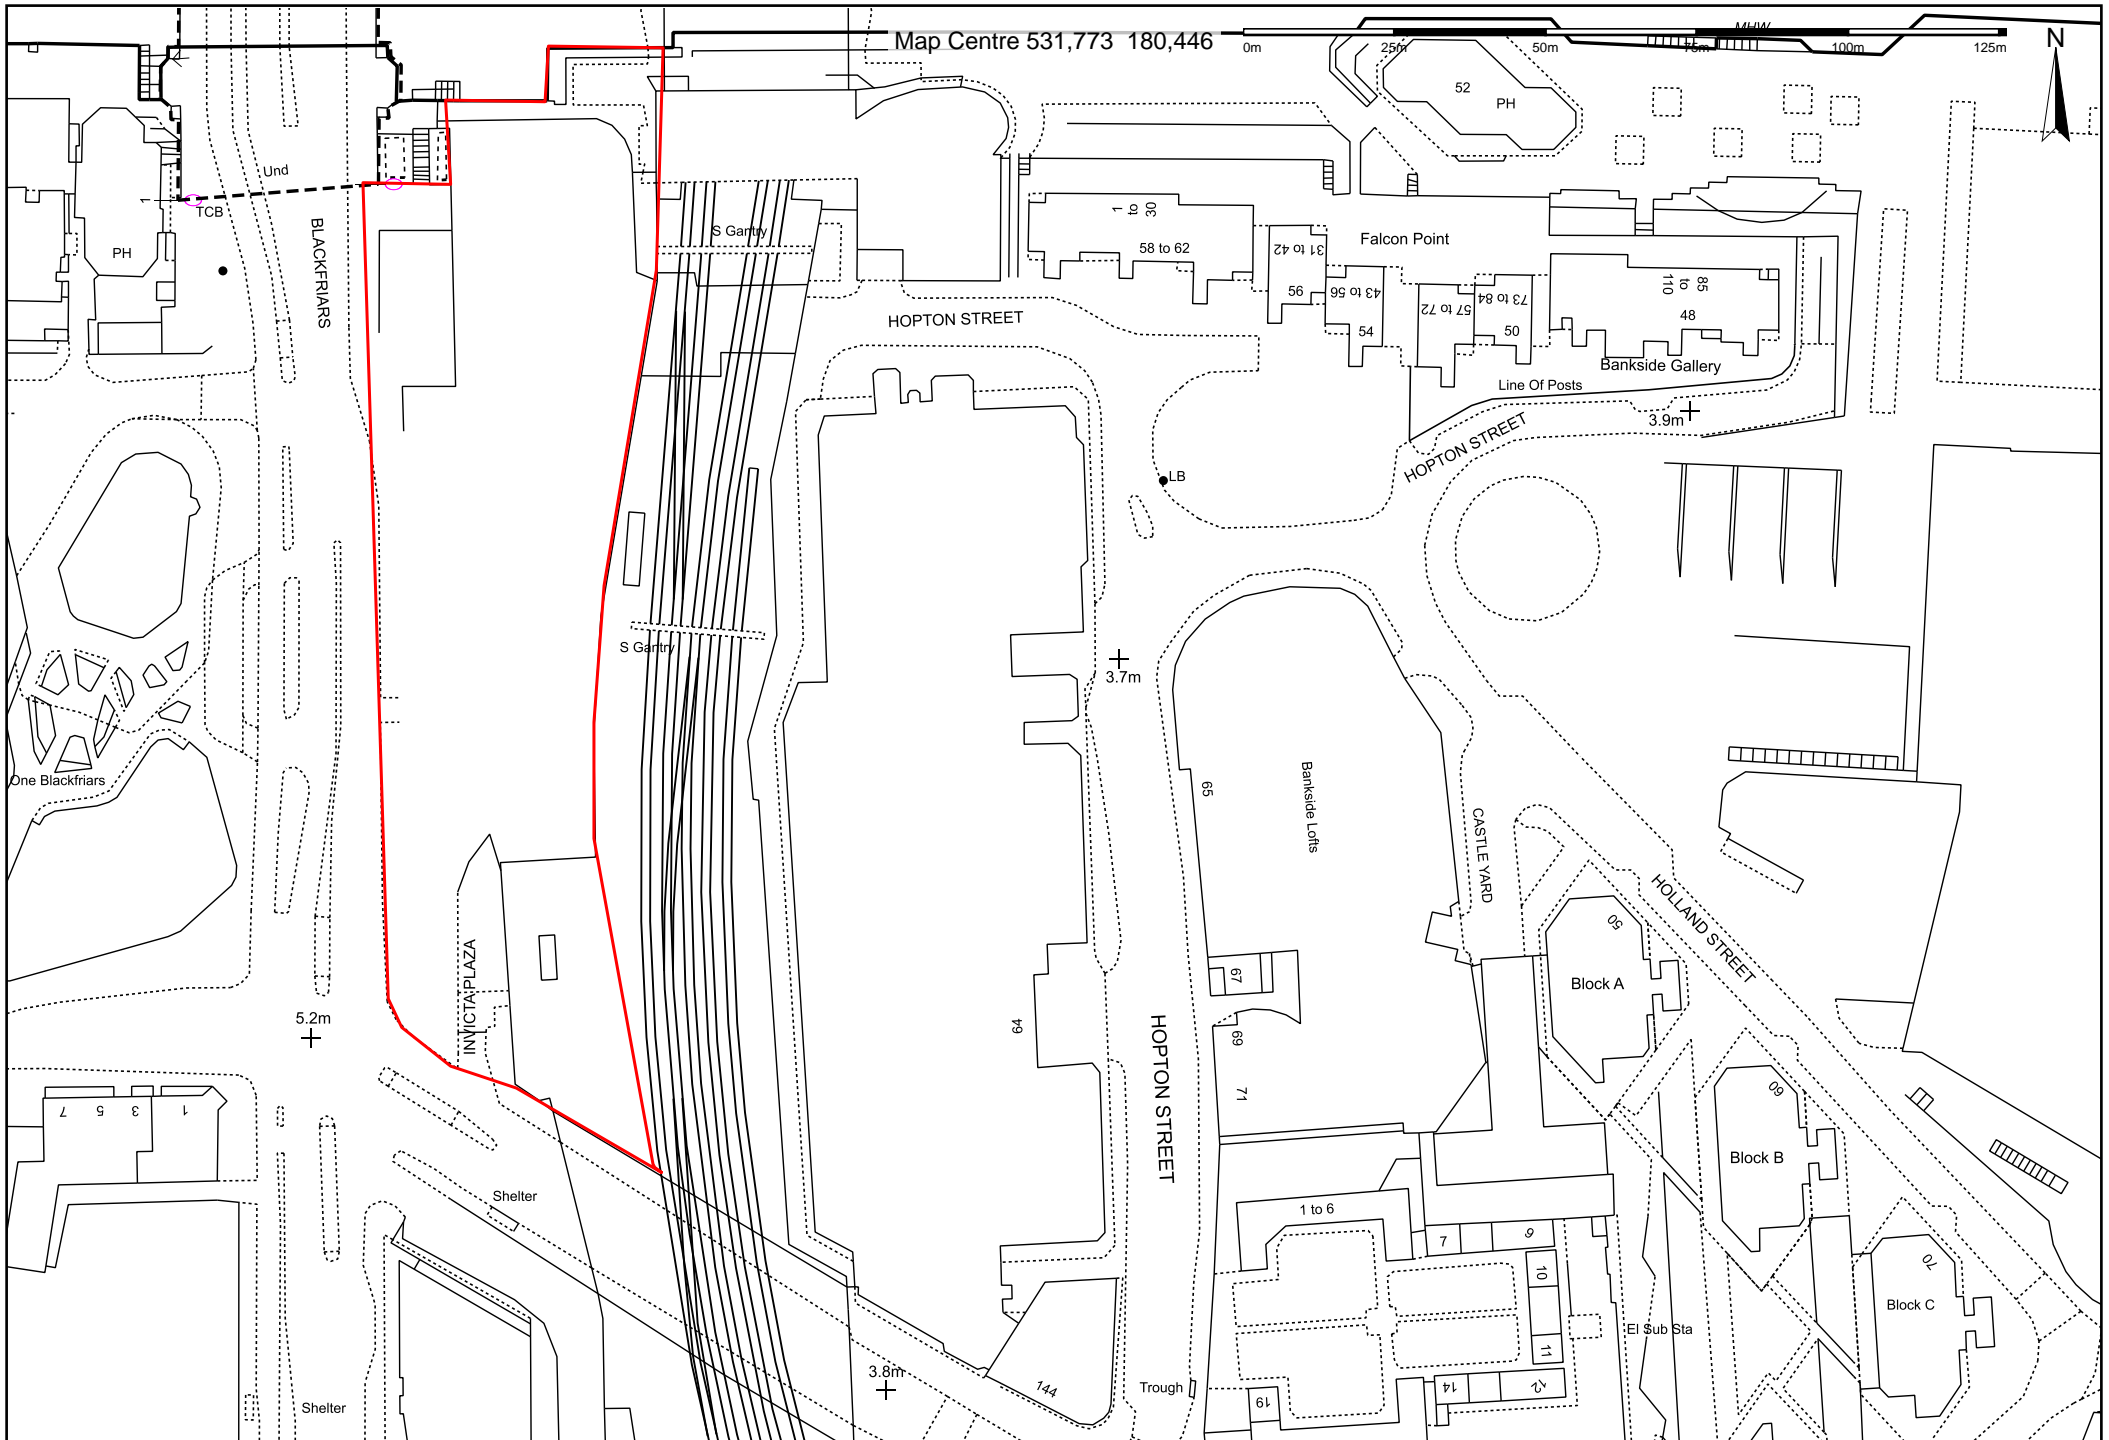 Map Centre 531,773 180,446
0m
25m
50m
75m
100m
125m
MHW
N
52
PH
Und
TCB
PH
BLACKFRIARS
S Gantry
1
to
30
58 to 62
31 to 42
56
43 to 56
54
Falcon Point
57 to 72
73 to 84
50
85
to
110
48
HOPTON STREET
Bankside Gallery
Line Of Posts
3.9m
HOPTON STREET
LB
S Gantry
3.7m
One Blackfriars
65
Bankside Lofts
CASTLE YARD
HOLLAND STREET
50
Block A
INVICTA PLAZA
67
69
71
64
5.2m
HOPTON STREET
7
5
3
1
60
Block B
Shelter
1 to 6
7
9
10
11
12
14
19
70
Block C
El Sub Sta
3.8m
144
Trough
Shelter